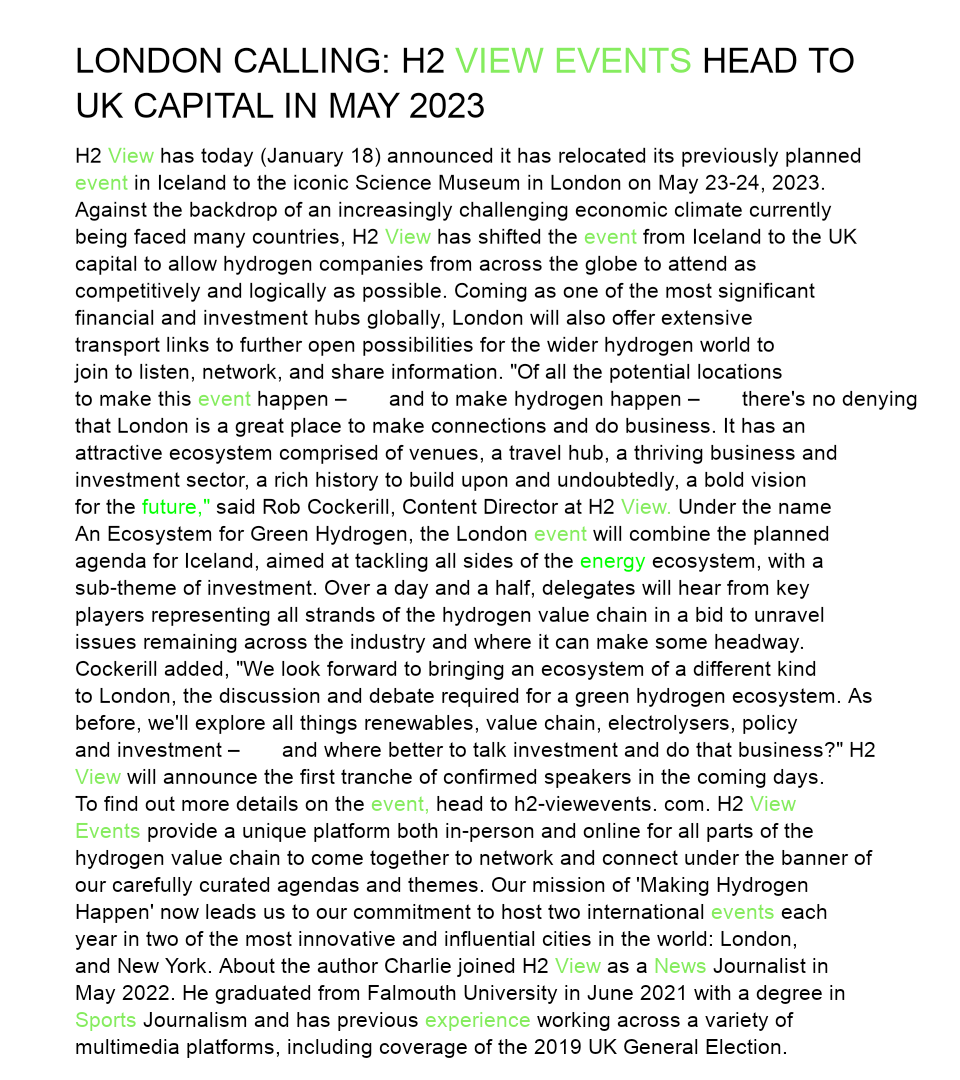 LONDON CALLING: H2 VIEW EVENTS HEAD TO
UK CAPITAL IN MAY 2023
H2 View has today (January 18) announced it has relocated its previously planned
event in Iceland to the iconic Science Museum in London on May 23-24, 2023.
Against the backdrop of an increasingly challenging economic climate currently
being faced many countries, H2 View has shifted the event from Iceland to the UK
capital to allow hydrogen companies from across the globe to attend as
competitively and logically as possible. Coming as one of the most significant
financial and investment hubs globally, London will also offer extensive
transport links to further open possibilities for the wider hydrogen world to
join to listen, network, and share information. "Of all the potential locations
to make this event happen – and to make hydrogen happen – there's no denying
that London is a great place to make connections and do business. It has an
attractive ecosystem comprised of venues, a travel hub, a thriving business and
investment sector, a rich history to build upon and undoubtedly, a bold vision
for the future," said Rob Cockerill, Content Director at H2 View. Under the name
An Ecosystem for Green Hydrogen, the London event will combine the planned
agenda for Iceland, aimed at tackling all sides of the energy ecosystem, with a
sub-theme of investment. Over a day and a half, delegates will hear from key
players representing all strands of the hydrogen value chain in a bid to unravel
issues remaining across the industry and where it can make some headway.
Cockerill added, "We look forward to bringing an ecosystem of a different kind
to London, the discussion and debate required for a green hydrogen ecosystem. As
before, we'll explore all things renewables, value chain, electrolysers, policy
and investment – and where better to talk investment and do that business?" H2
View will announce the first tranche of confirmed speakers in the coming days.
To find out more details on the event, head to h2-viewevents. com. H2 View
Events provide a unique platform both in-person and online for all parts of the
hydrogen value chain to come together to network and connect under the banner of
our carefully curated agendas and themes. Our mission of 'Making Hydrogen
Happen' now leads us to our commitment to host two international events each
year in two of the most innovative and influential cities in the world: London,
and New York. About the author Charlie joined H2 View as a News Journalist in
May 2022. He graduated from Falmouth University in June 2021 with a degree in
Sports Journalism and has previous experience working across a variety of
multimedia platforms, including coverage of the 2019 UK General Election.